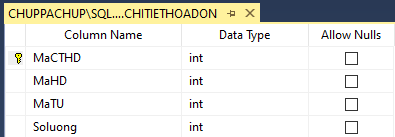 CHUPPACHUP\SQL....CHITIETHOADON
Column Name Data Type Allow Nulls
MaCTHD int
MaHD int
MaTU int
Soluong int